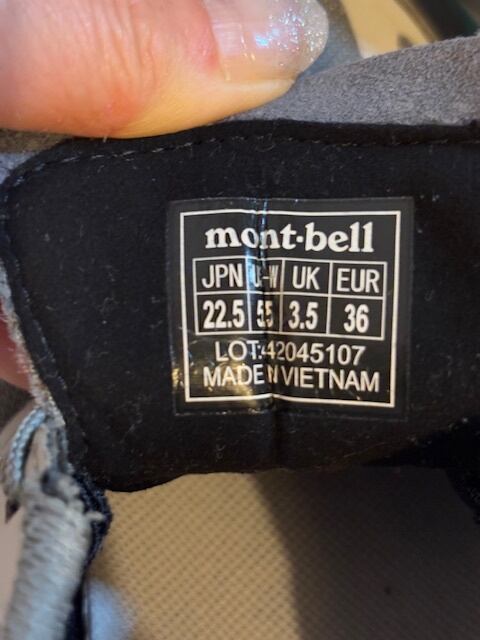 mont-bell
JPN UK EUR
22.5 3.5 36
LOT:42045107
MADE IN VIETNAM